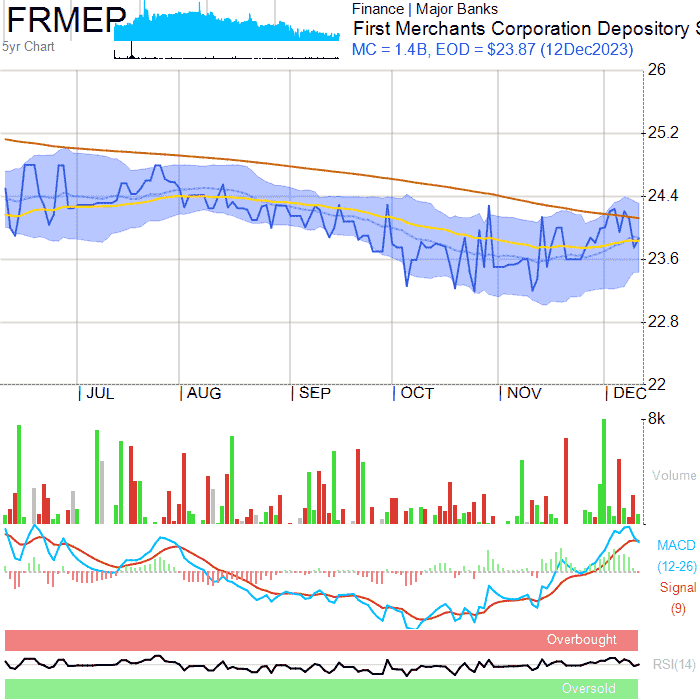 FRMEP
5yr Chart
Finance | Major Banks
First Merchants Corporation Depository S
MC = 1.4B, EOD = $23.87 (12Dec2023)
26
25.2
24.4
23.6
22.8
22
| JUL | AUG | SEP | OCT | NOV | DEC
8k
Volume
MACD
(12-26)
Signal
(9)
Overbought
RSI(14)
Oversold